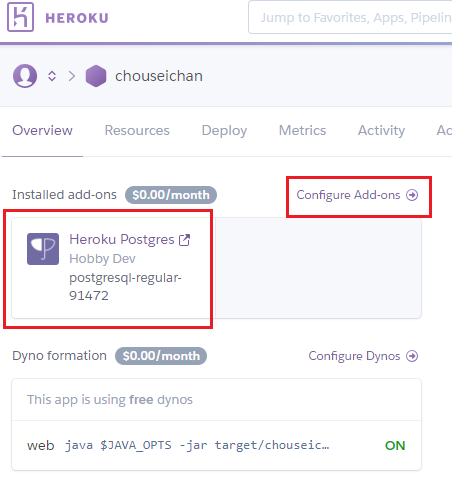 HEROKU
Jump to Favorites, Apps, Pipelin
chouseichan
Overview Resources Deploy Metrics Activity Ac
Installed add-ons $0.00/month Configure Add-ons
Heroku Postgres
Hobby Dev
postgresql-regular-
91472
Dyno formation $0.00/month Configure Dynos
This app is using free dynos
web java $JAVA_OPTS -jar target/chouseic… ON